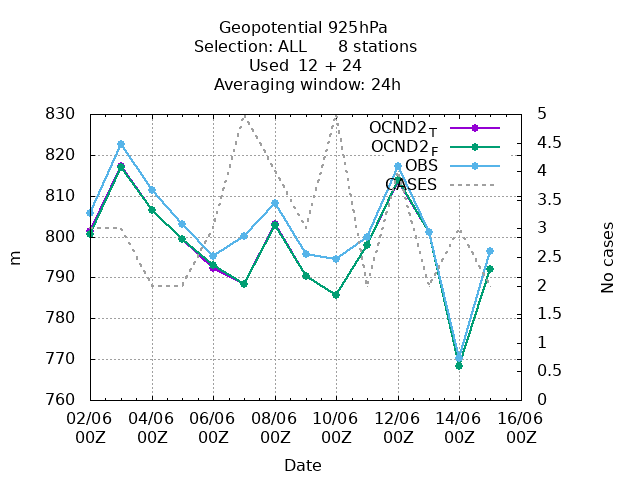 Geopotential 925hPa
Selection: ALL 8 stations
Used 12 + 24
Averaging window: 24h
830
820
810
800
790
780
770
760
m
5
4.5
4
3.5
3
2.5
2
1.5
1
0.5
0
No cases
OCND2T
OCND2F
OBS
CASES
02/06 04/06 06/06 08/06 10/06 12/06 14/06 16/06
00Z 00Z 00Z 00Z 00Z 00Z 00Z 00Z
Date